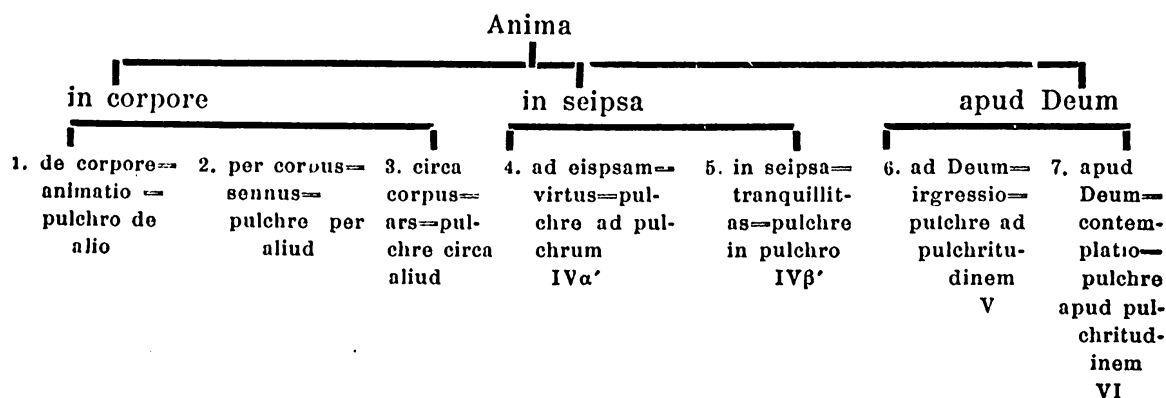 Anima
in corpore
in seipsa
apud Deum
1. de corpore=
animatio =
pulchro de
alio
2. per corpus=
sennus=
pulchre per
aliud
3. circa
corpus=
ars=pul-
chre circa
aliud
4. ad eispsam=
virtus=pul-
chre ad pul-
chrum
IVα′
5. in seipsa=
tranquillit-
as=pulchre
in pulchro
IVβ′
6. ad Deum=
irgressio=
pulchre ad
pulchritu-
dinem
V
7. apud
Deum=
contem-
platio=
pulchre
apud pul-
chritud-
inem
VI